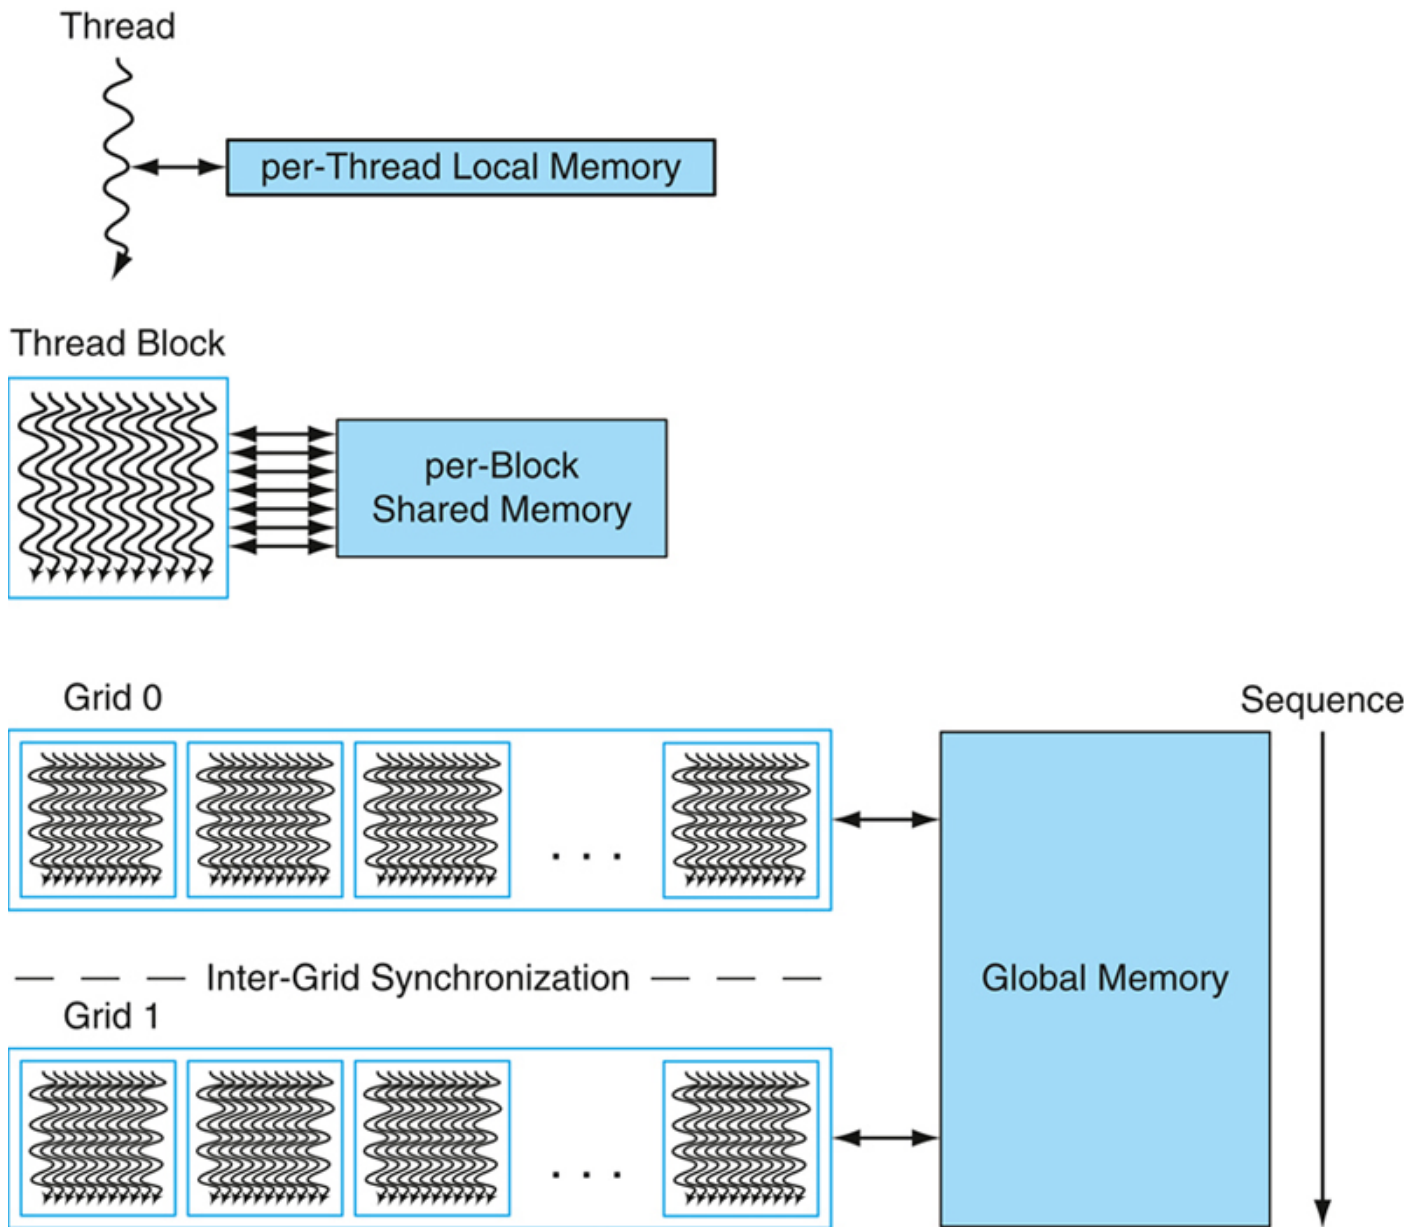 Thread
per-Thread Local Memory
Thread Block
per-Block
Shared Memory
Grid 0
Sequence
. . .
Inter-Grid Synchronization
Global Memory
Grid 1
. . .